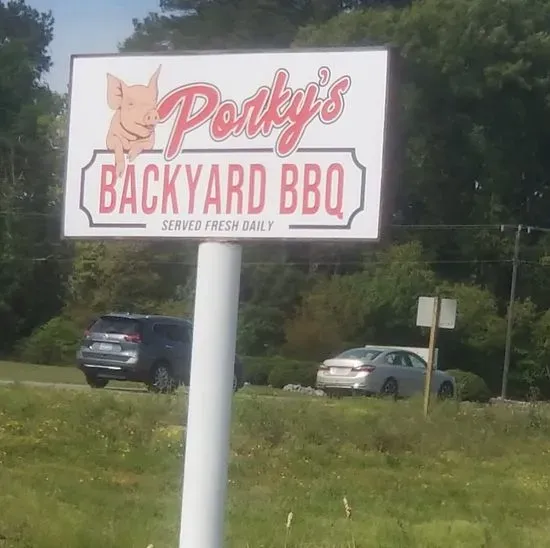 Porky's
BACKYARD BBQ
SERVED FRESH DAILY